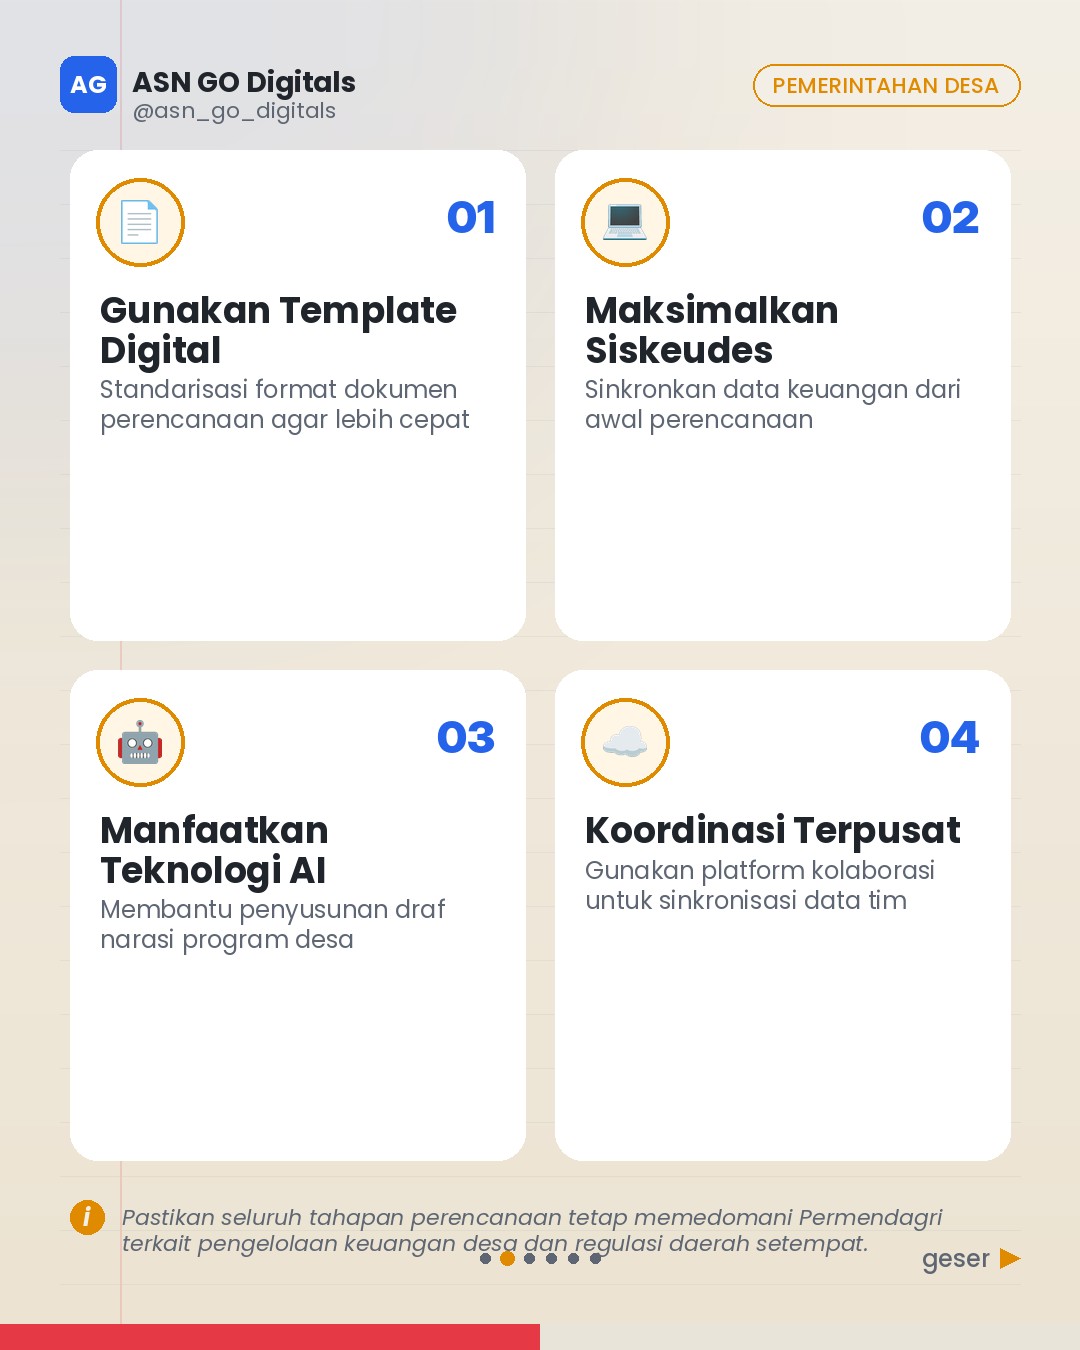 AG
ASN GO Digitals
@asn_go_digitals
PEMERINTAHAN DESA
01
Gunakan Template
Digital
Standarisasi format dokumen
perencanaan agar lebih cepat
02
Maksimalkan
Siskeudes
Sinkronkan data keuangan dari
awal perencanaan
03
Manfaatkan
Teknologi AI
Membantu penyusunan draf
narasi program desa
04
Koordinasi Terpusat
Gunakan platform kolaborasi
untuk sinkronisasi data tim
i
Pastikan seluruh tahapan perencanaan tetap memedomani Permendagri
terkait pengelolaan keuangan desa dan regulasi daerah setempat.
geser